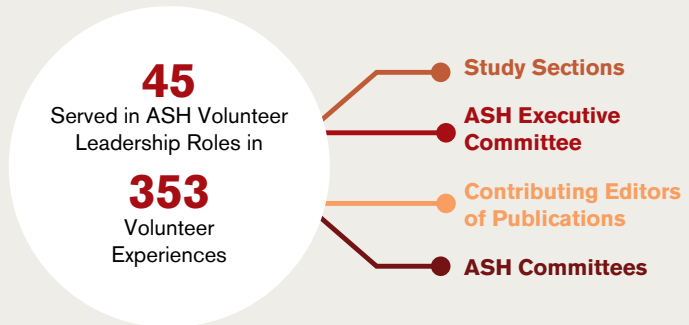 45
Served in ASH Volunteer
Leadership Roles in
353
Volunteer
Experiences
Study Sections
ASH Executive
Committee
Contributing Editors
of Publications
ASH Committees